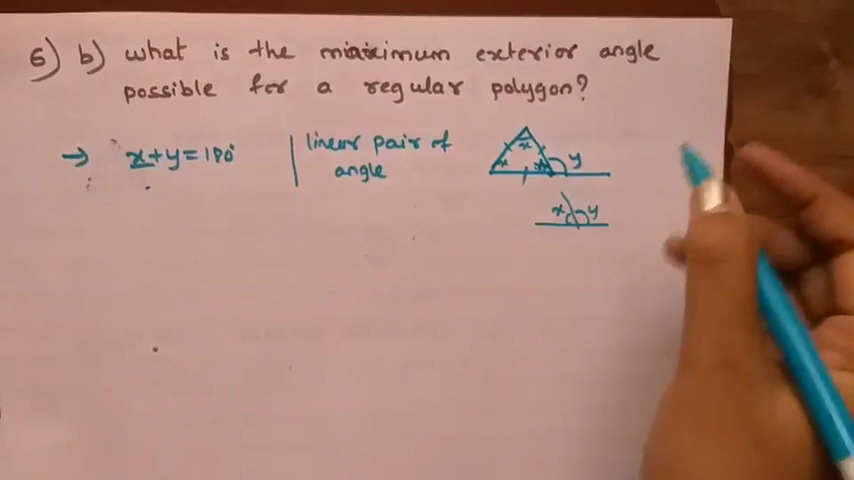 6) b) what is the maximum exterior angle
possible for a regular polygon?
→ x+y=180° | linear pair of
angle
x
x x y
x y